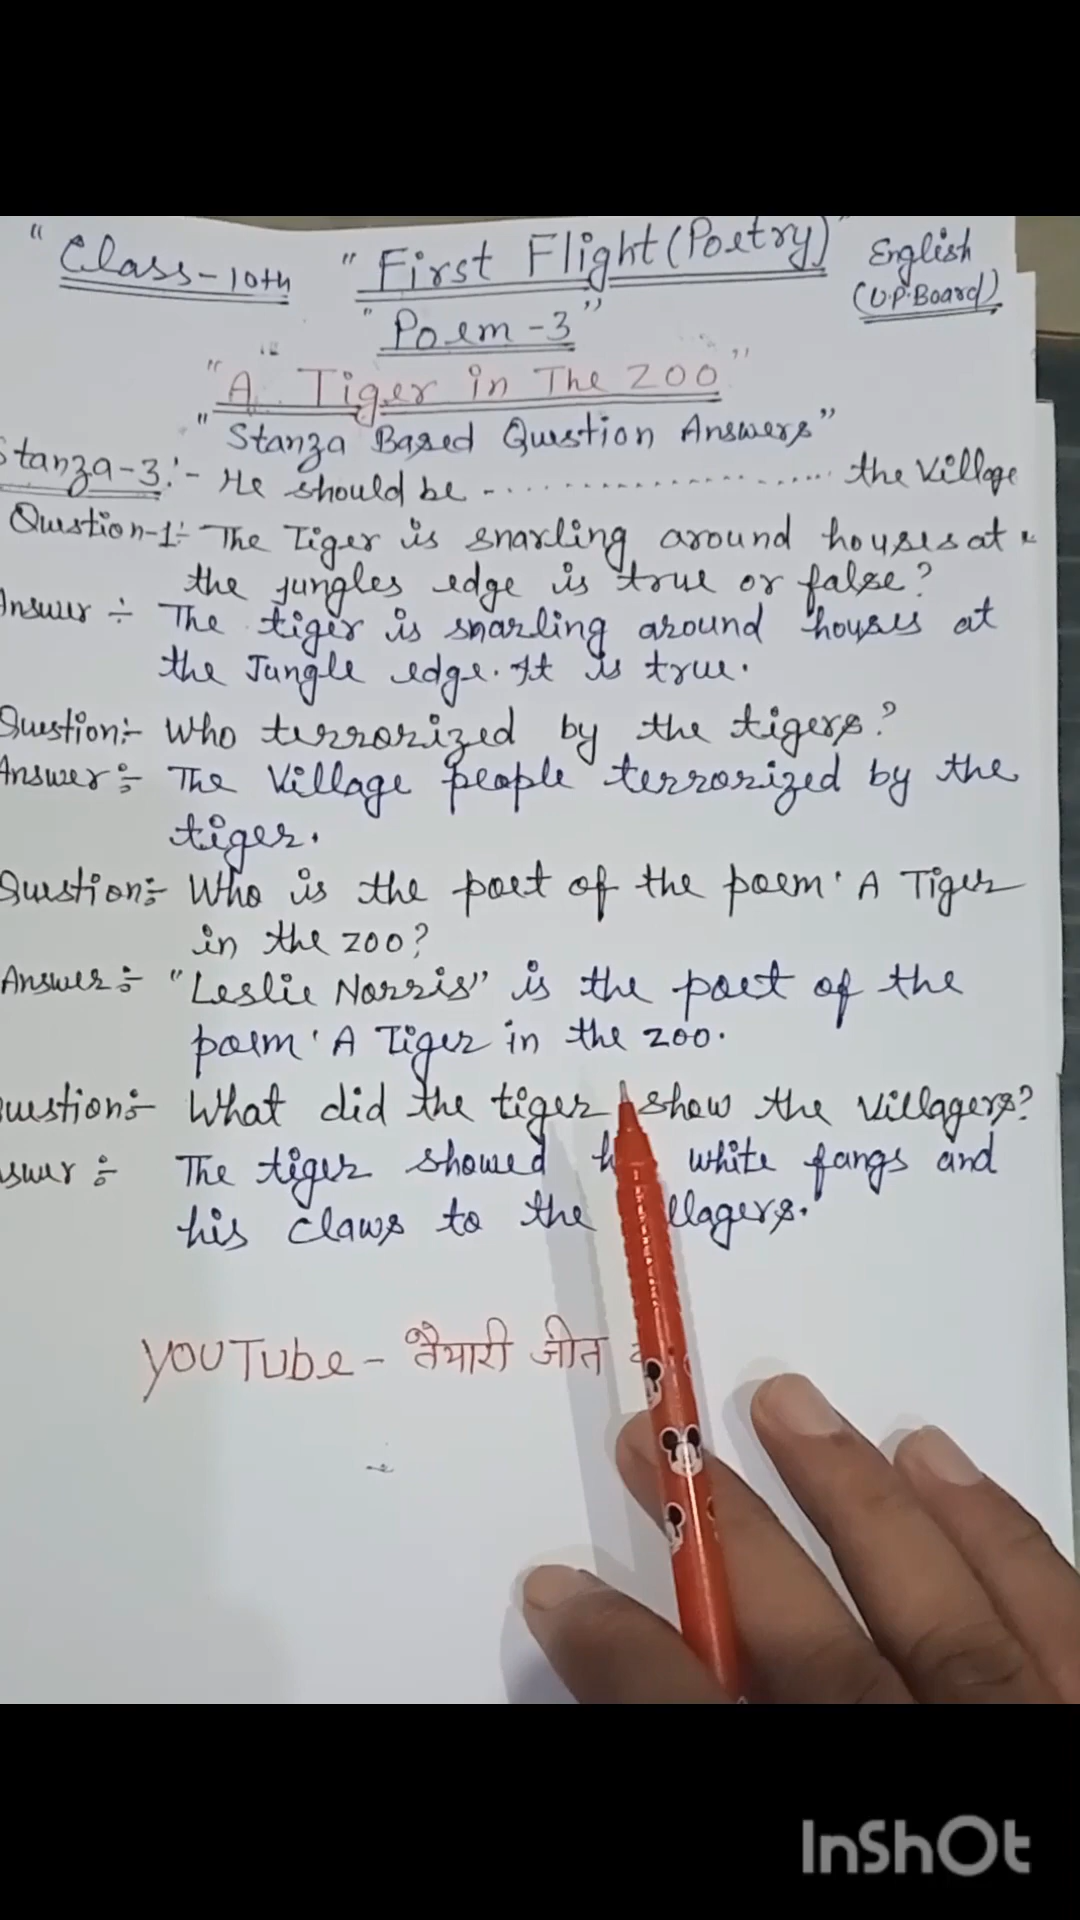 "Class-10th "First Flight (Poetry)" English
(U.P. Board)
"Poem-3"
"A Tiger in The Zoo"
"Stanza Based Question Answers"
Stanza-3:- He should be ................... the village
Question-1:- The Tiger is snarling around houses at
the jungles edge is true or false?
Answer:- The tiger is snarling around houses at
the Jungle edge. It is true.
Question:- Who terrorized by the tigers?
Answer:- The Village people terrorized by the
tiger.
Question:- Who is the poet of the poem 'A Tiger
in the zoo?
Answer:- "Leslie Norris" is the poet of the
poem 'A Tiger in the zoo.
uestion:- What did the tiger show the villagers?
swer:- The tiger showed white fangs and
his claws to the llagers.
YOUTube - तैयारी जीत
InShOt